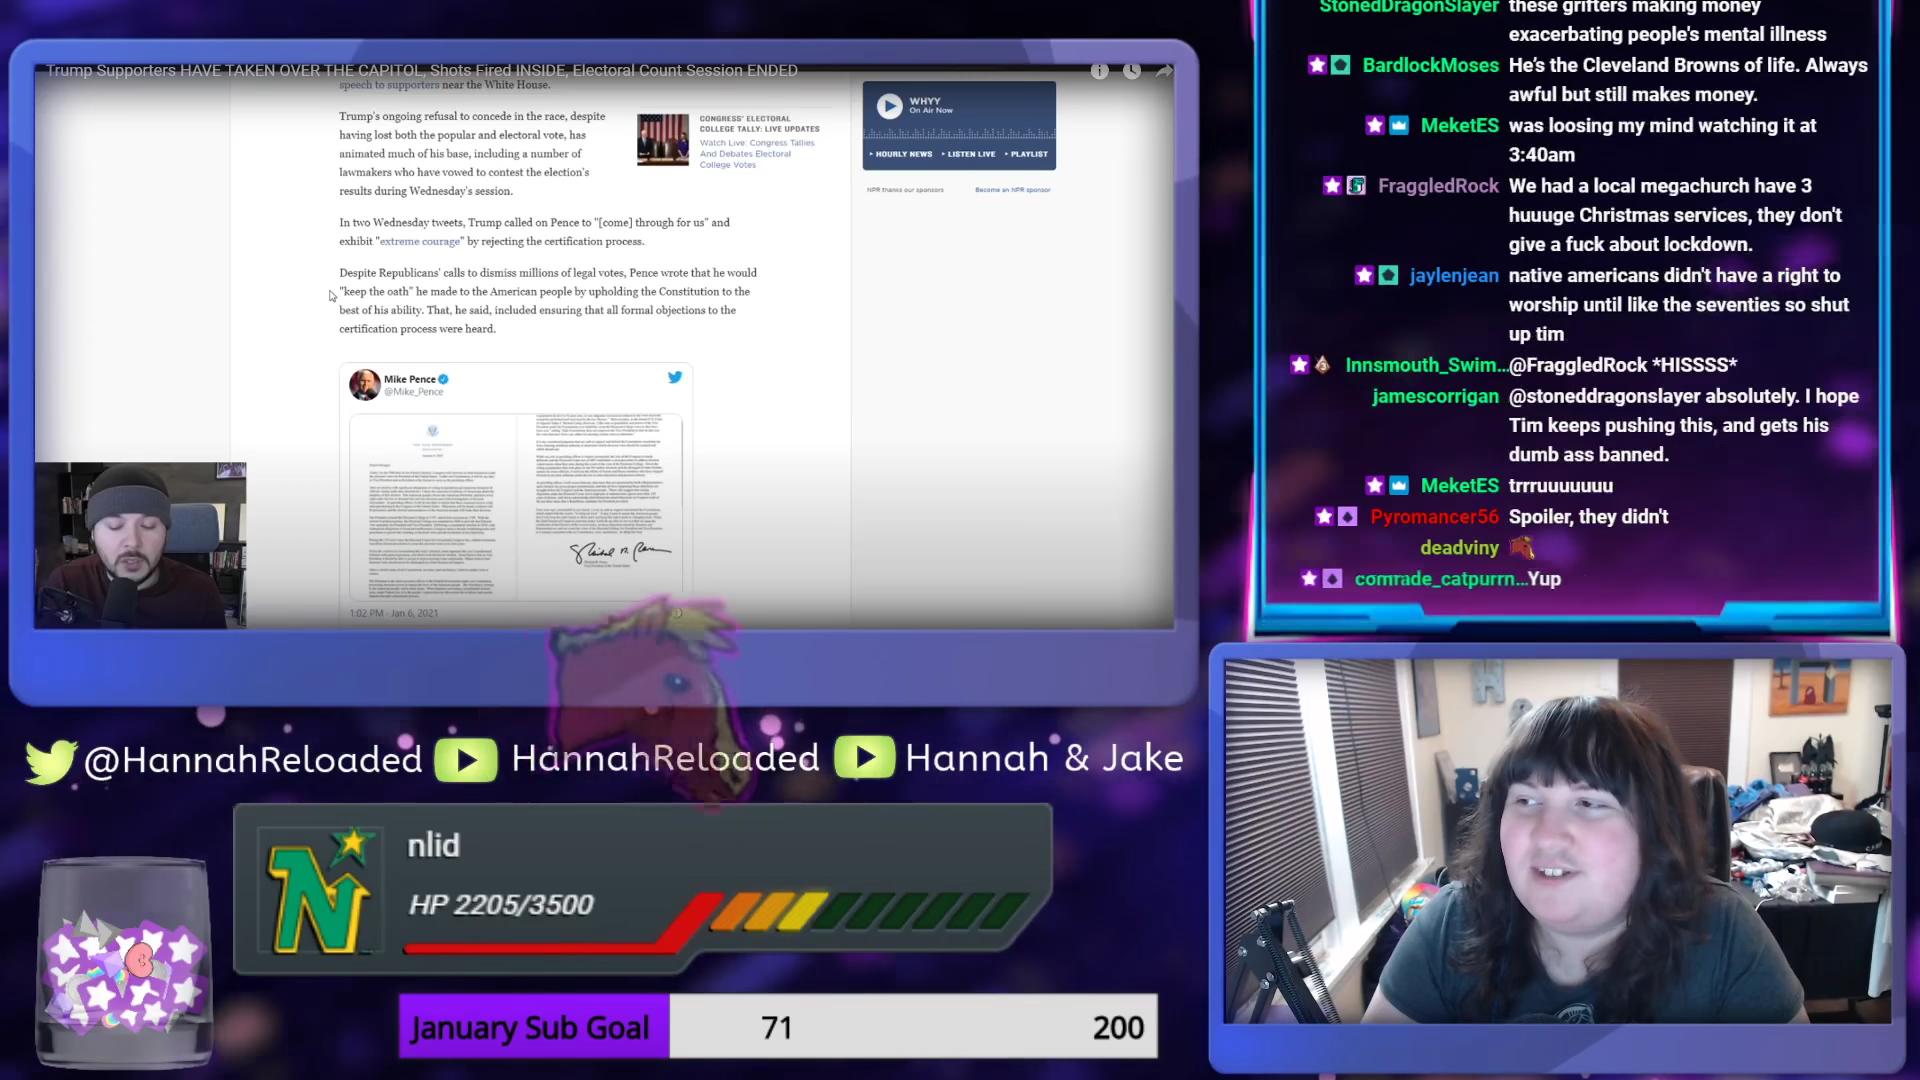 Trump Supporters HAVE TAKEN OVER THE CAPITOL, Shots Fired INSIDE, Electoral Count Session ENDED
speech to supporters near the White House.
Trump's ongoing refusal to concede in the race, despite
having lost both the popular and electoral vote, has
animated much of his base, including a number of
lawmakers who have vowed to contest the election's
results during Wednesday's session.
CONGRESS' ELECTORAL
COLLEGE TALLY: LIVE UPDATES
Watch Live: Congress Tallies
And Debates Electoral
College Votes
In two Wednesday tweets, Trump called on Pence to "[come] through for us" and
exhibit "extreme courage" by rejecting the certification process.
Despite Republicans' calls to dismiss millions of legal votes, Pence wrote that he would
"keep the oath" he made to the American people by upholding the Constitution to the
best of his ability. That, he said, included ensuring that all formal objections to the
certification process were heard.
Mike Pence
@Mike_Pence
1:02 PM · Jan 6, 2021
WHYY
On Air Now
HOURLY NEWS
LISTEN LIVE
PLAYLIST
NPR thanks our sponsors
Become an NPR sponsor
StonedDragonSlayer these grifters making money
exacerbating people's mental illness
BardlockMoses He's the Cleveland Browns of life. Always
awful but still makes money.
MeketES was loosing my mind watching it at
3:40am
FraggledRock We had a local megachurch have 3
huuuge Christmas services, they don't
give a fuck about lockdown.
jaylenjean native americans didn't have a right to
worship until like the seventies so shut
up tim
Innsmouth_Swim... @FraggledRock *HISSSS*
jamescorrigan @stoneddragonslayer absolutely. I hope
Tim keeps pushing this, and gets his
dumb ass banned.
MeketES trrruuuuuuu
Pyromancer56 Spoiler, they didn't
deadviny
comrade_catpurrn... Yup
@HannahReloaded HannahReloaded Hannah & Jake
N
nlid
HP 2205/3500
January Sub Goal 71 200